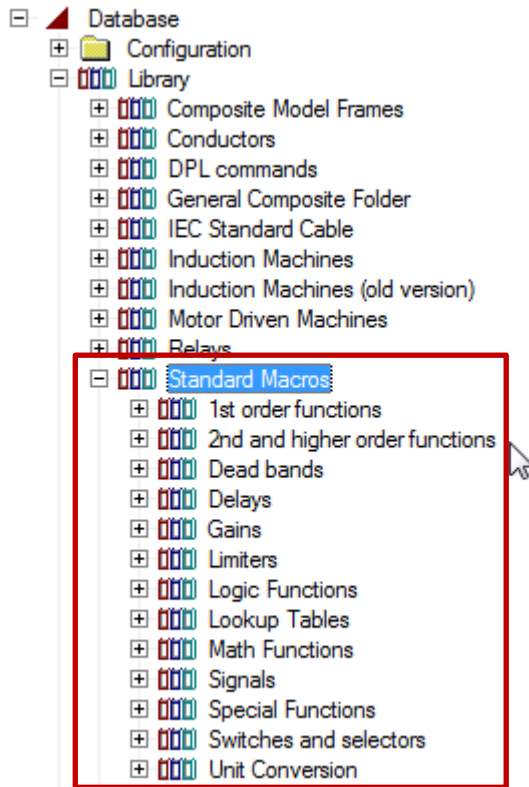 Database
Configuration
Library
Composite Model Frames
Conductors
DPL commands
General Composite Folder
IEC Standard Cable
Induction Machines
Induction Machines (old version)
Motor Driven Machines
Relays
Standard Macros
1st order functions
2nd and higher order functions
Dead bands
Delays
Gains
Limiters
Logic Functions
Lookup Tables
Math Functions
Signals
Special Functions
Switches and selectors
Unit Conversion